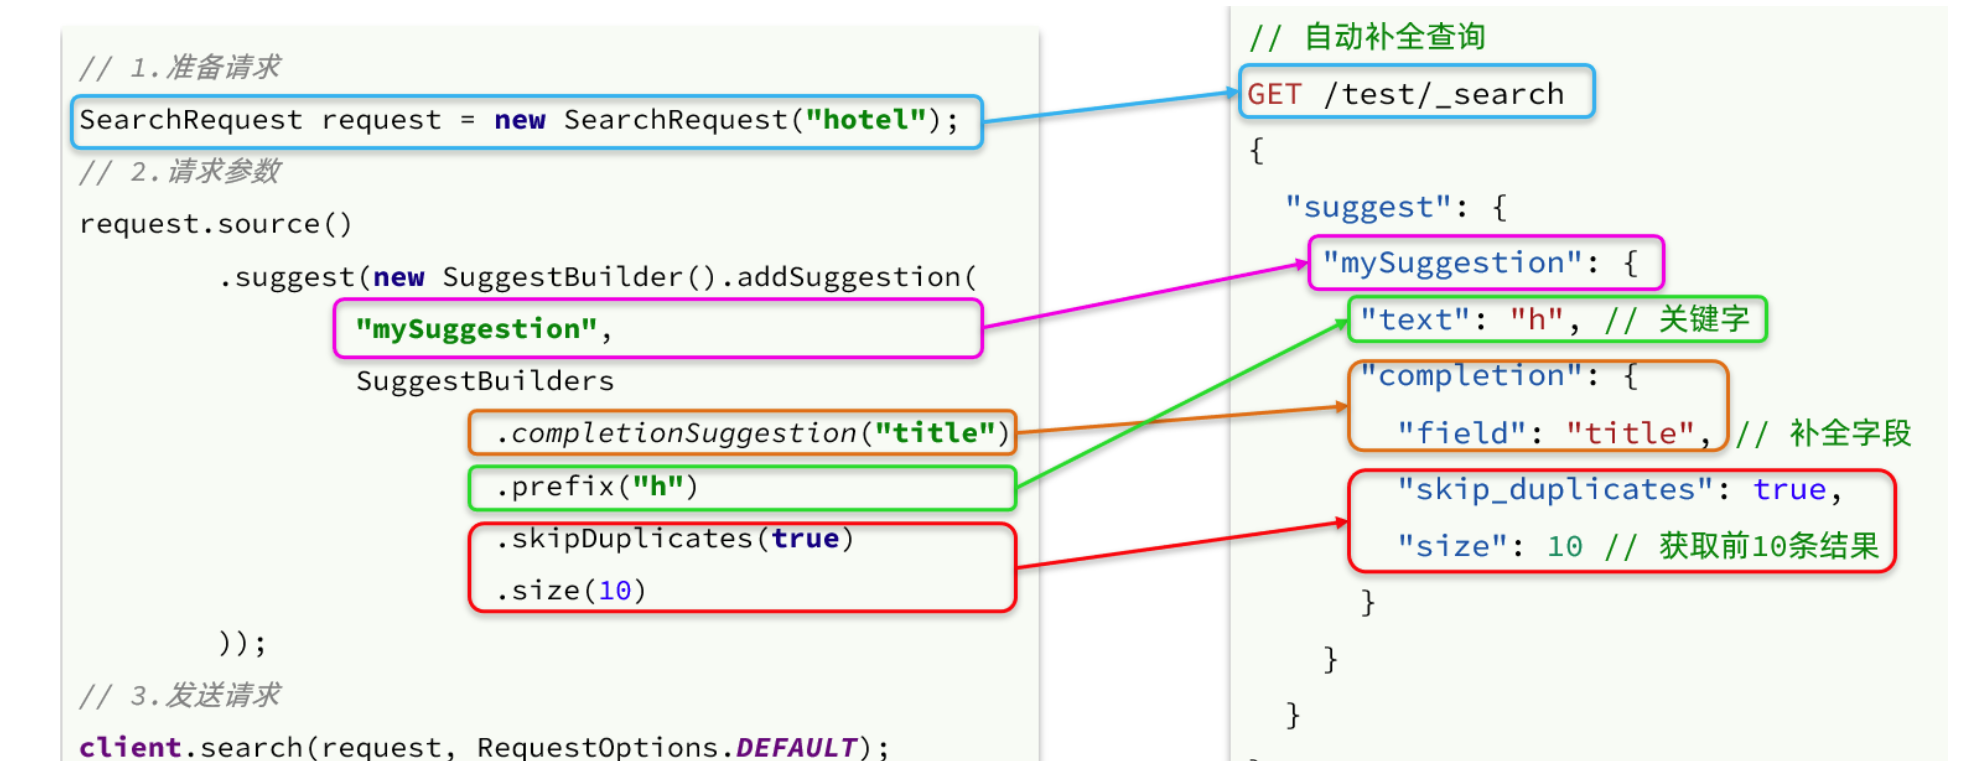 // 1.准备请求
SearchRequest request = new SearchRequest("hotel");
// 2.请求参数
request.source()
.suggest(new SuggestBuilder().addSuggestion(
"mySuggestion",
SuggestBuilders
.completionSuggestion("title")
.prefix("h")
.skipDuplicates(true)
.size(10)
));
// 3.发送请求
client.search(request, RequestOptions.DEFAULT);
// 自动补全查询
GET /test/_search
{
"suggest": {
"mySuggestion": {
"text": "h", // 关键字
"completion": {
"field": "title", // 补全字段
"skip_duplicates": true,
"size": 10 // 获取前10条结果
}
}
}